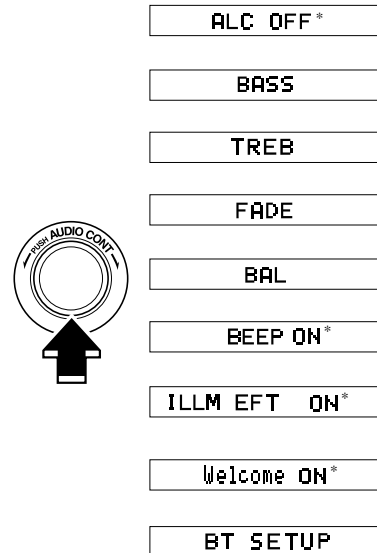 ALC OFF*
BASS
TREB
FADE
PUSH AUDIO CONT
BAL
BEEP ON*
ILLM EFT ON*
Welcome ON*
BT SETUP